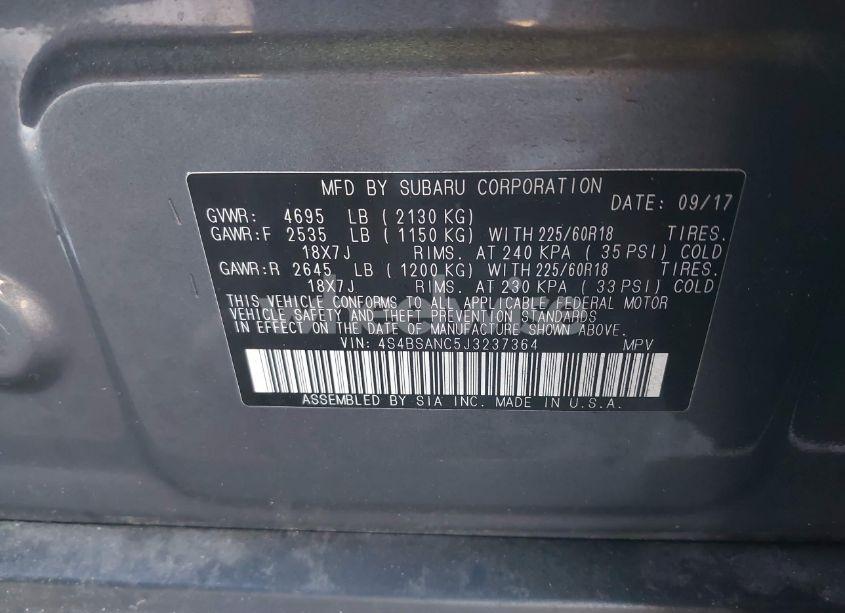 MFD BY SUBARU CORPORATION
DATE: 09/17
GVWR: 4695 LB (2130 KG)
GAWR:F 2535 LB (1150 KG) WITH 225/60R18 TIRES.
18X7J RIMS. AT 240 KPA (35 PSI) COLD
GAWR:R 2645 LB (1200 KG) WITH 225/60R18 TIRES.
18X7J RIMS. AT 230 KPA (33 PSI) COLD
THIS VEHICLE CONFORMS TO ALL APPLICABLE FEDERAL MOTOR
VEHICLE SAFETY AND THEFT PREVENTION STANDARDS
IN EFFECT ON THE DATE OF MANUFACTURE SHOWN ABOVE.
VIN: 4S4BSANC5J3237364 MPV
ASSEMBLED BY SIA INC. MADE IN U.S.A.